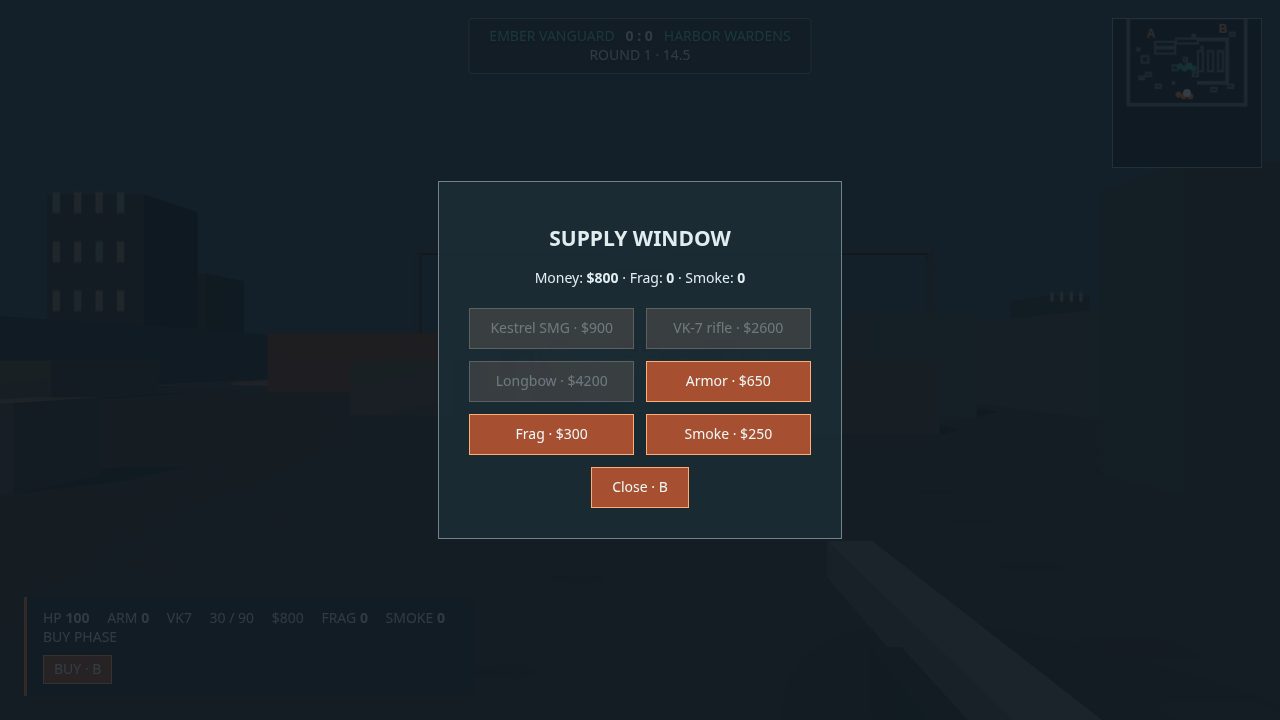 EMBER VANGUARD 0 : 0 HARBOR WARDENS
ROUND 1 · 14.5
A
B
SUPPLY WINDOW
Money: $800 · Frag: 0 · Smoke: 0
Kestrel SMG · $900
VK-7 rifle · $2600
Longbow · $4200
Armor · $650
Frag · $300
Smoke · $250
Close · B
HP 100 ARM 0 VK7 30 / 90 $800 FRAG 0 SMOKE 0
BUY PHASE
BUY · B